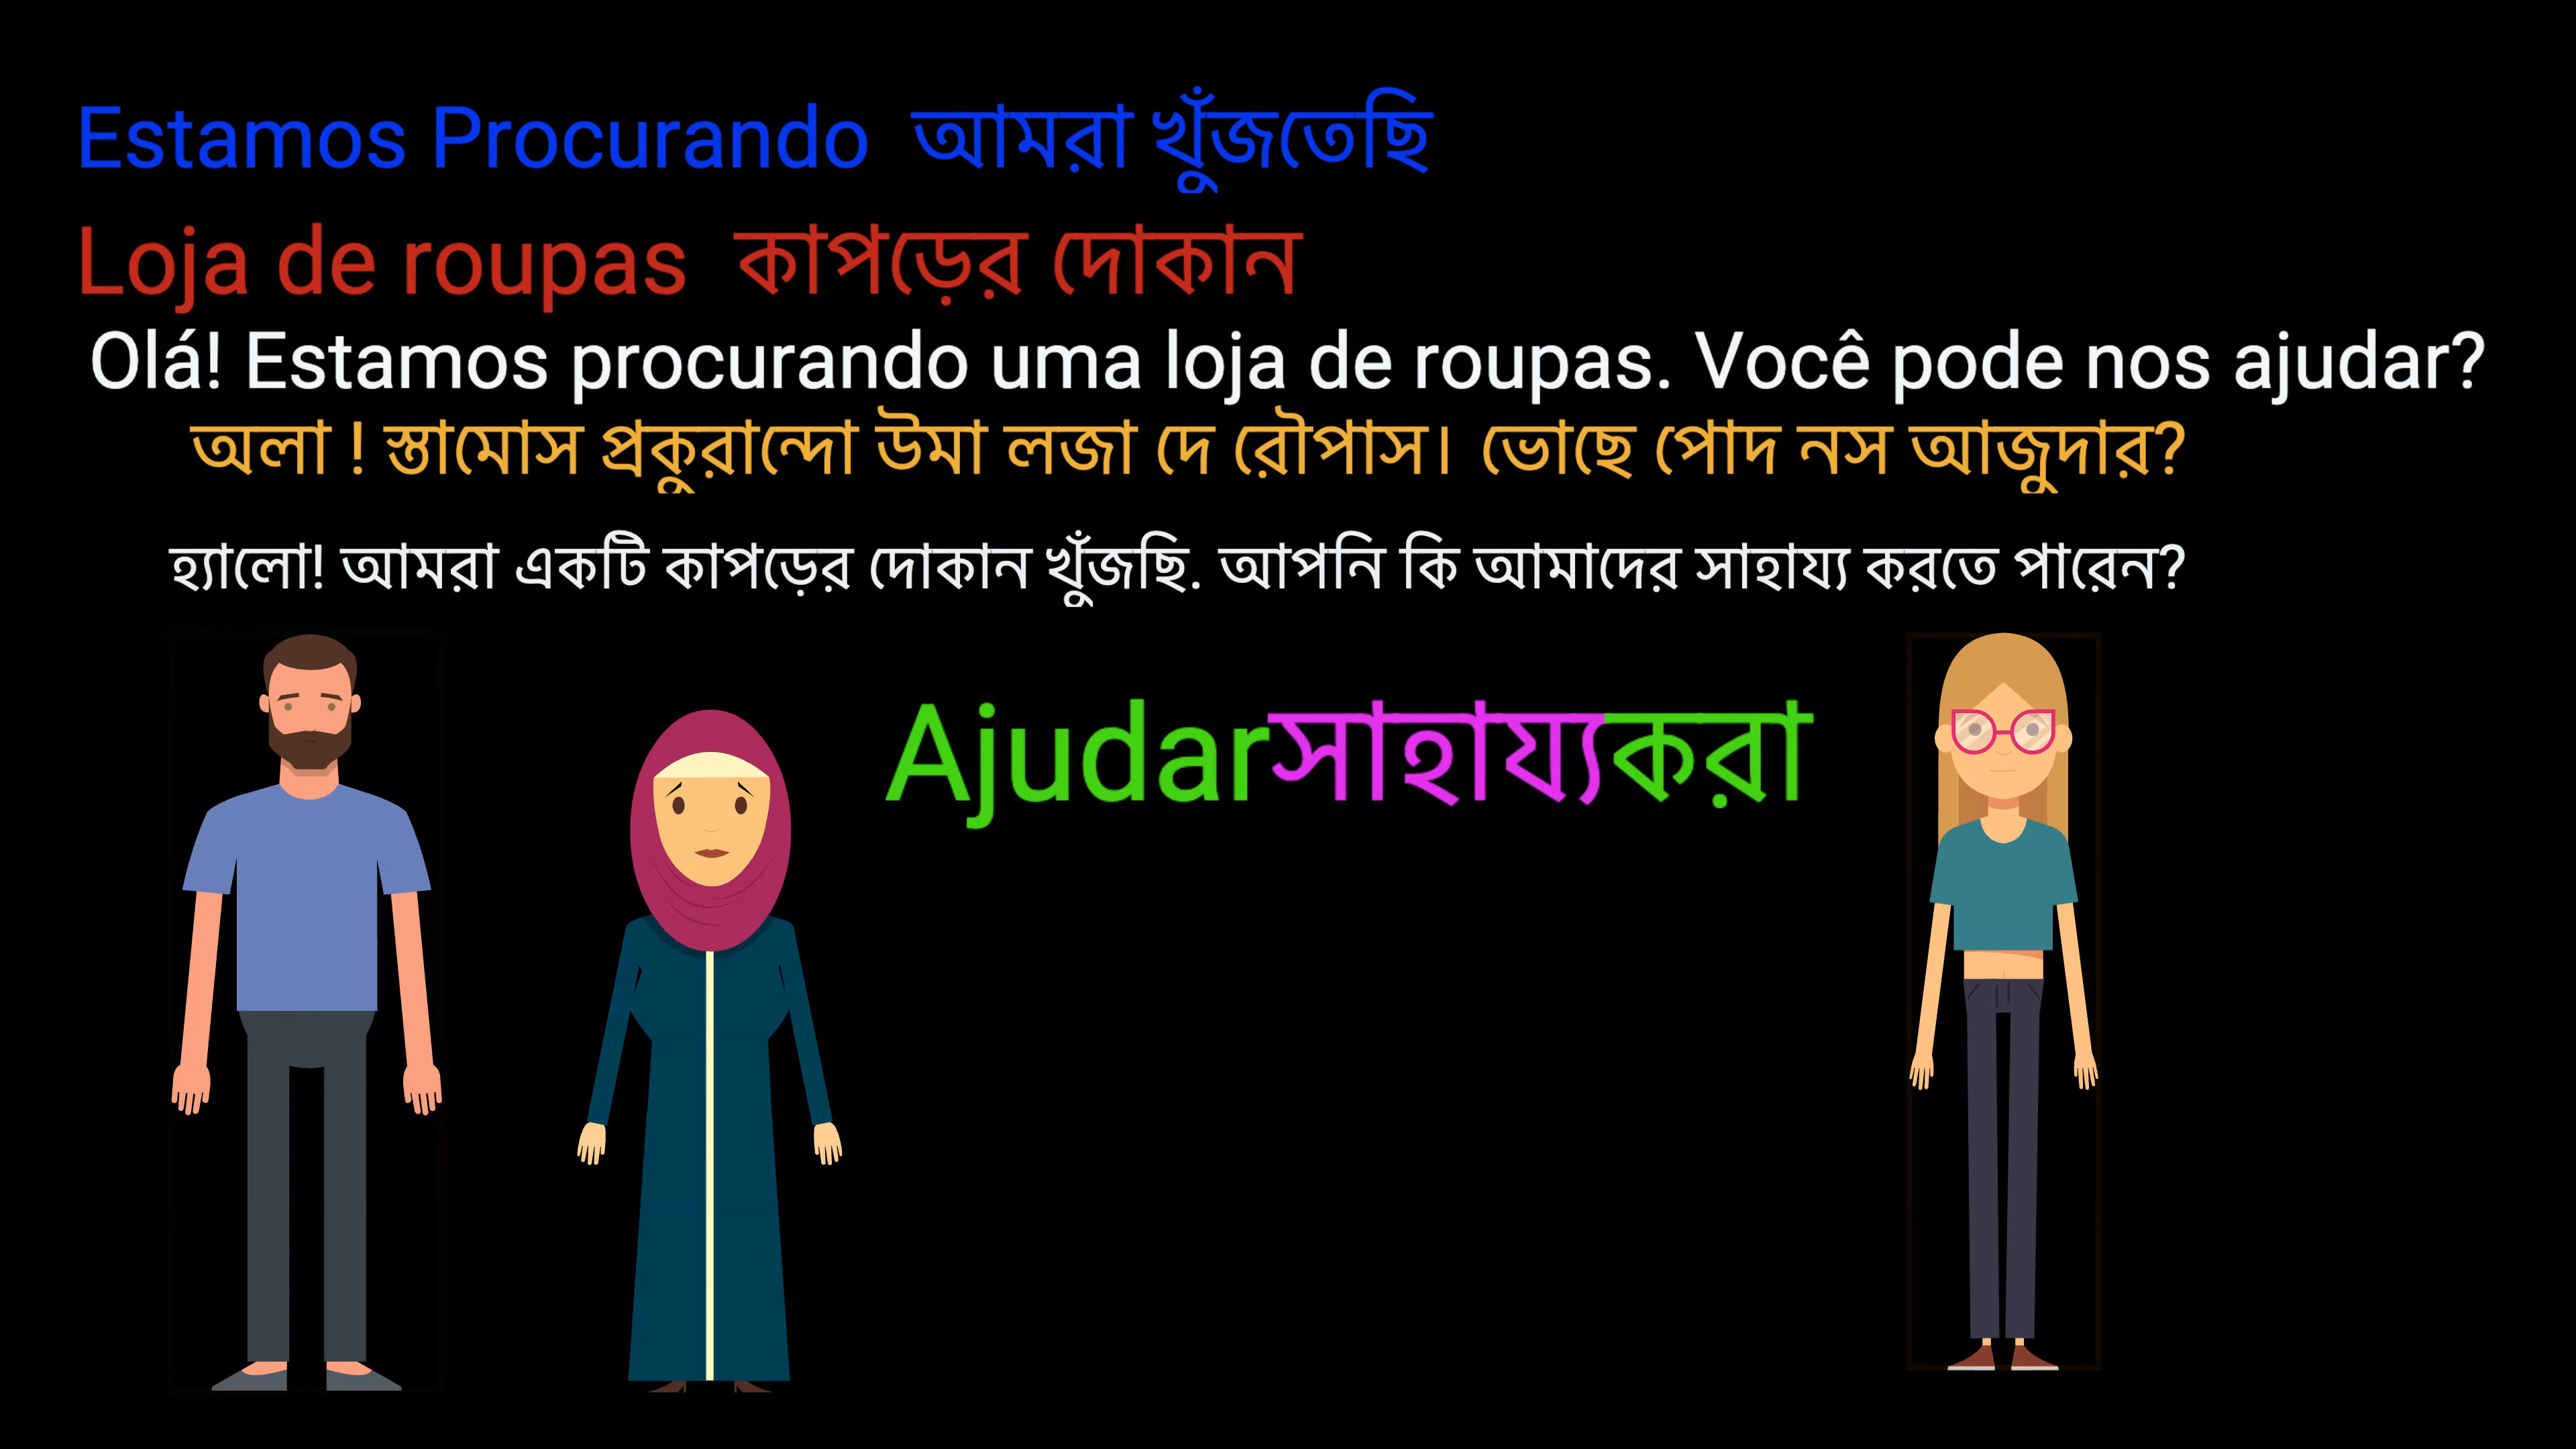 Estamos Procurando আমরা খুঁজতেছি
Loja de roupas কাপড়ের দোকান
Olá! Estamos procurando uma loja de roupas. Você pode nos ajudar?
অলা ! স্তামোস প্রকুরান্দো উমা লজা দে রৌপাস। ভোছে পোদ নস আজুদার?
হ্যালো! আমরা একটি কাপড়ের দোকান খুঁজছি. আপনি কি আমাদের সাহায্য করতে পারেন?
Ajudarসাহায্যকরা